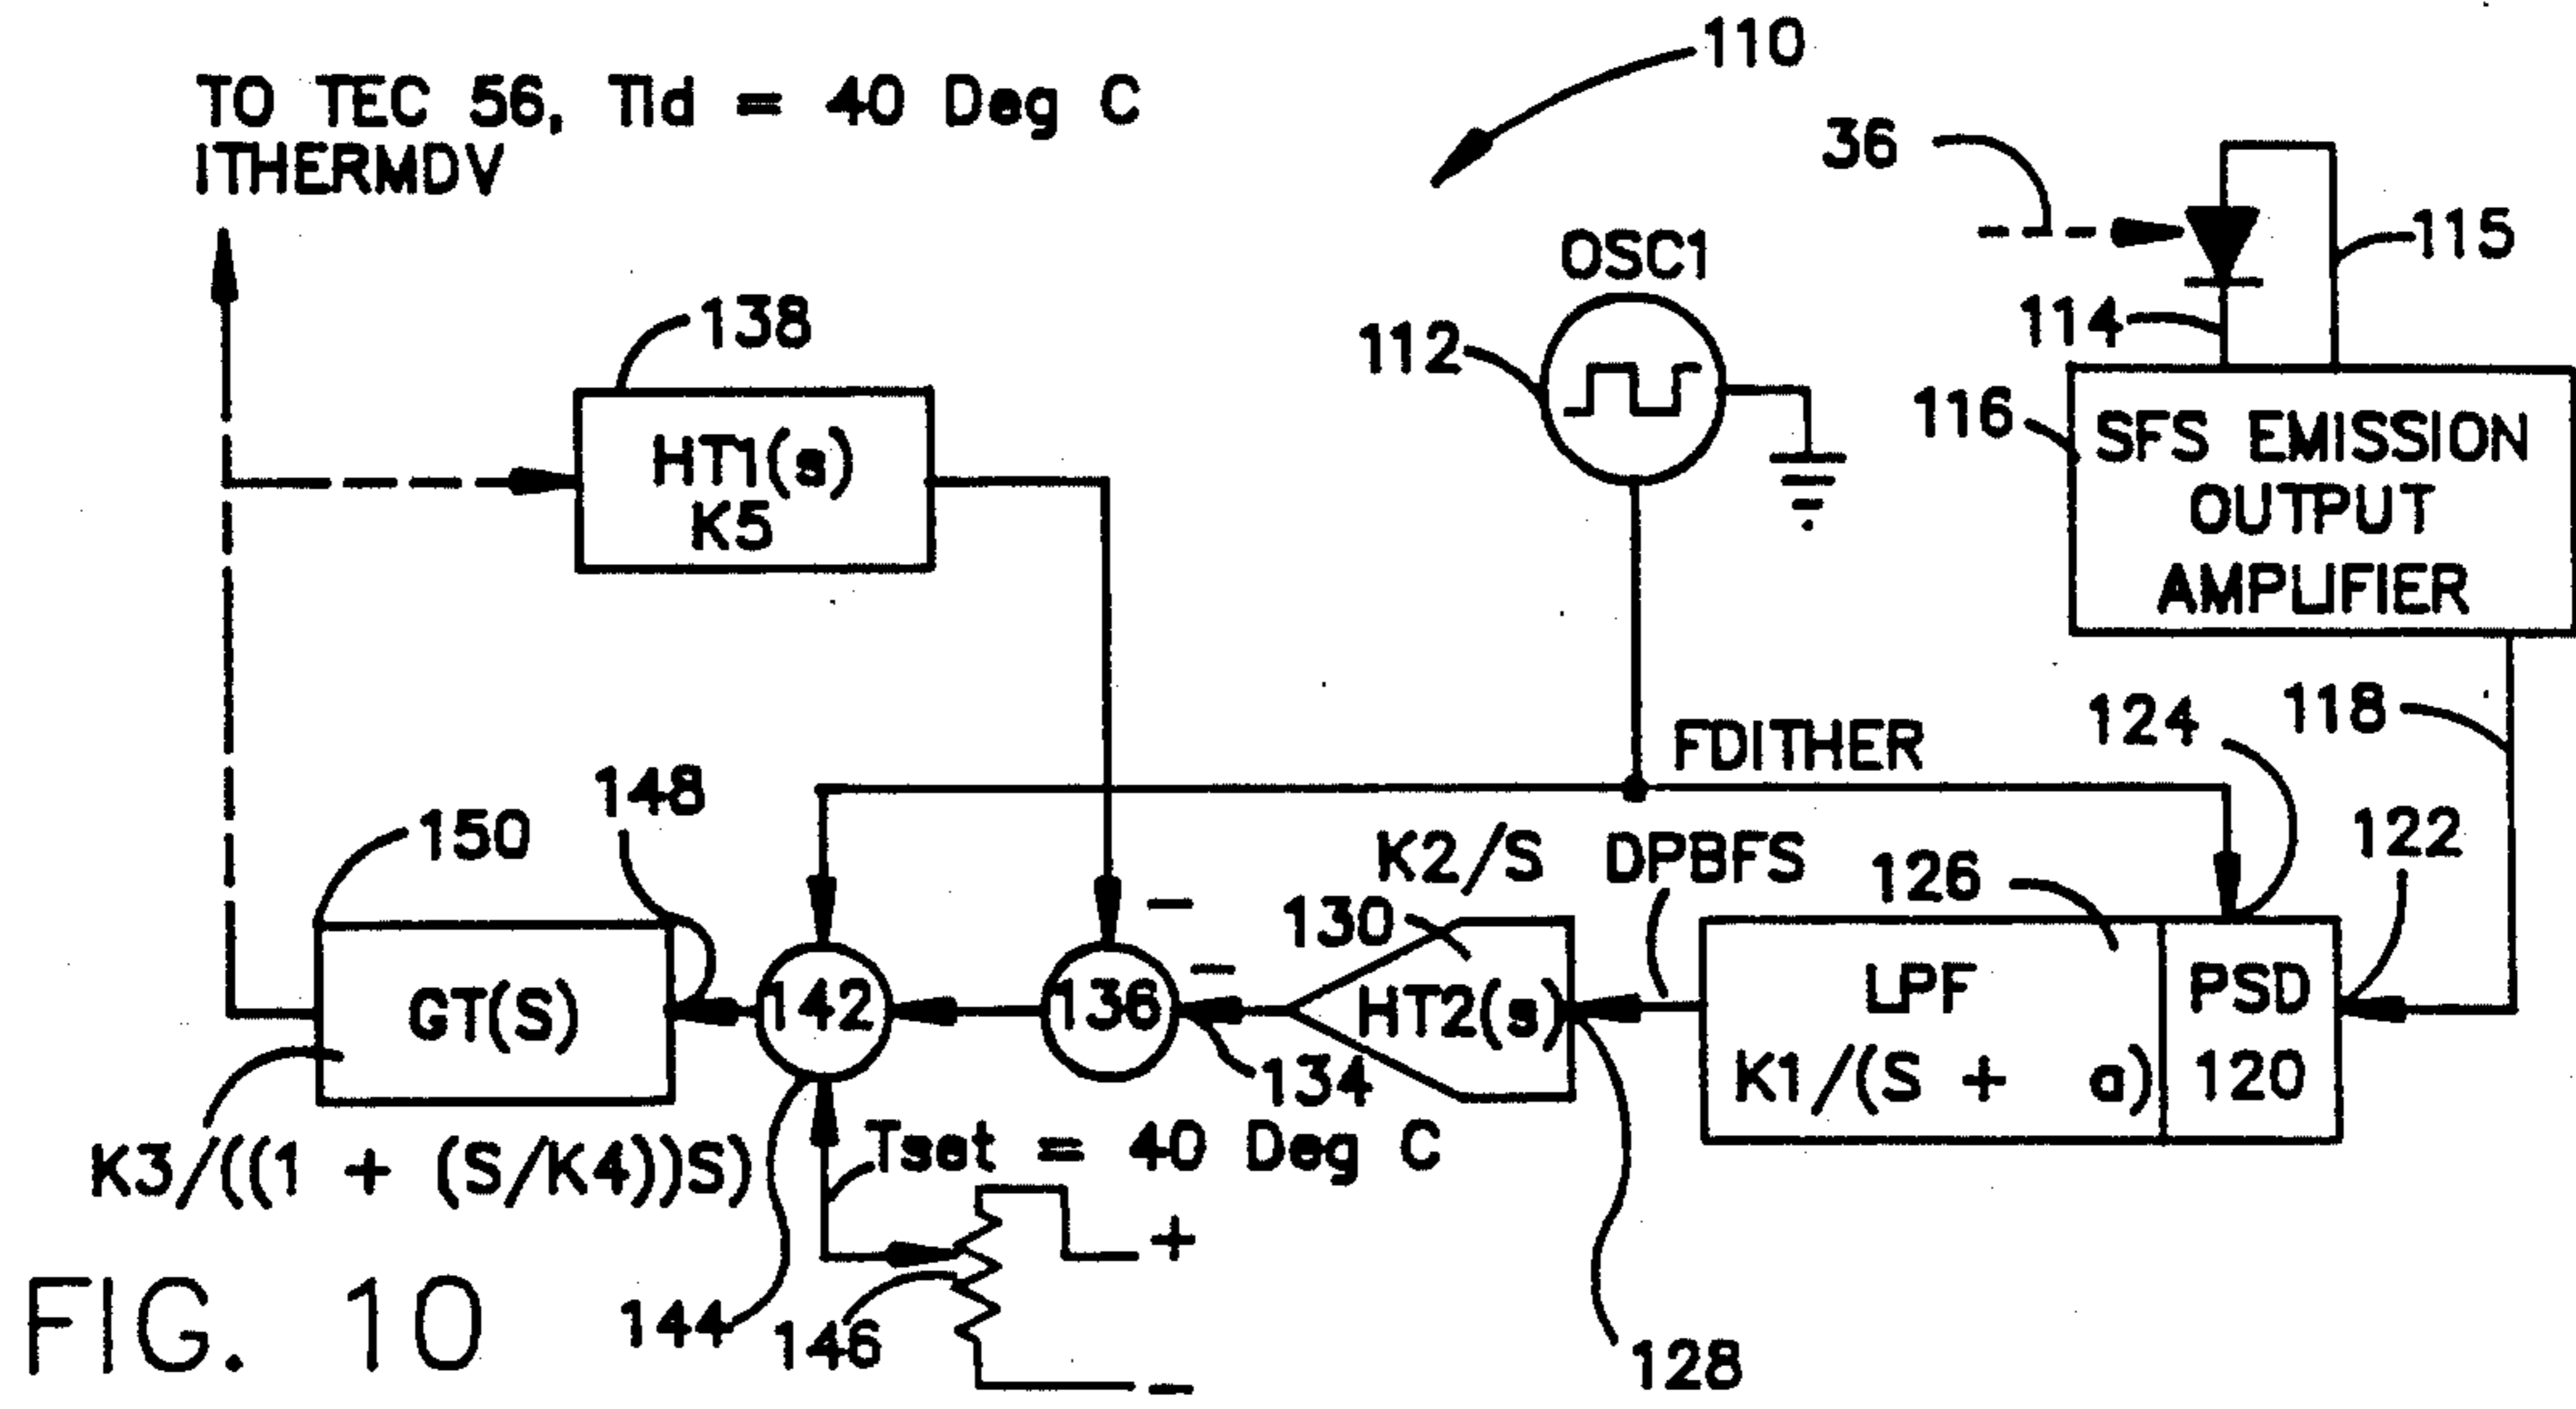 110
TO TEC 56, Tld = 40 Deg C
ITHERMDV
36
OSC1
115
138
114
112
HT1(s)
K5
116
SFS EMISSION
OUTPUT
AMPLIFIER
118
124
FDITHER
148
150
K2/S
DPBFS
126
122
130
-
-
GT(S)
142
136
HT2(s)
LPF
K1/(S + a)
PSD
120
134
K3/((1 + (S/K4))S)
Tset = 40 Deg C
+
-
144
146
128
FIG. 10